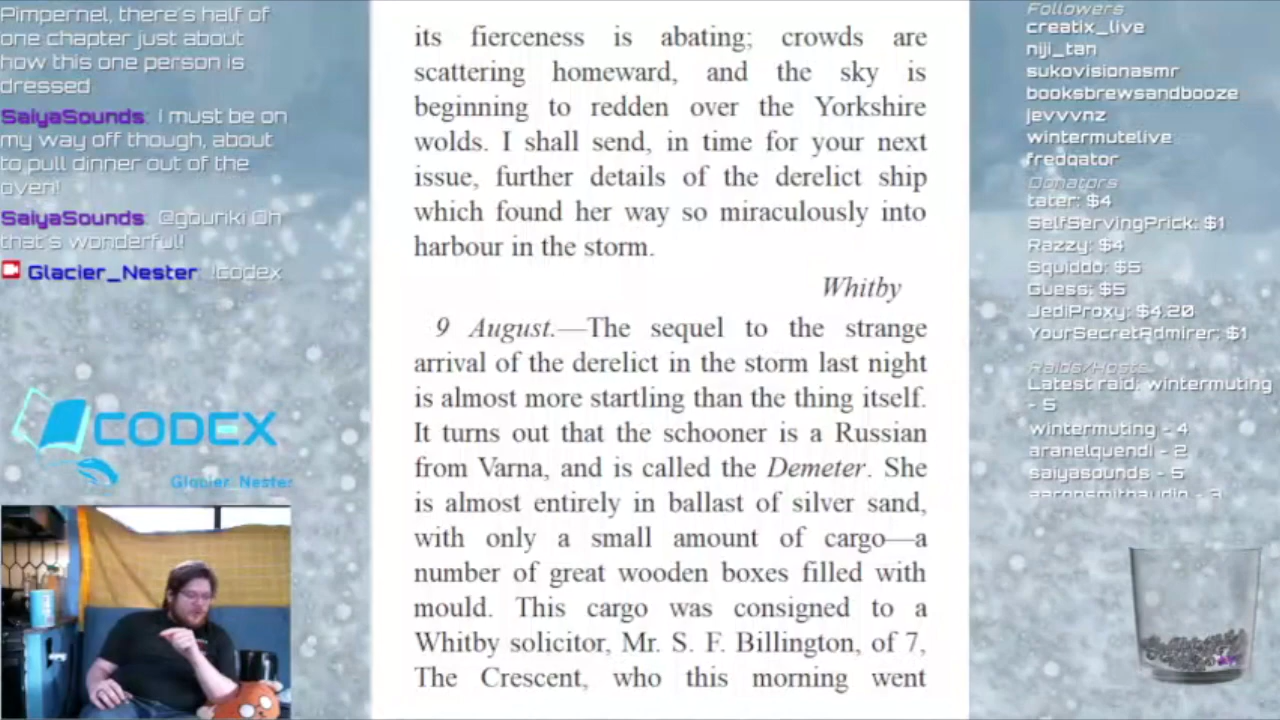 Pimpernel, there's half of
one chapter just about
how this one person is
dressed
SaiyaSounds: I must be on
my way off though, about
to pull dinner out of the
oven!
SaiyaSounds: @gouriki Oh
that's wonderful!
Glacier_Nester: !codex
CODEX
Glacier_Nester
its fierceness is abating; crowds are
scattering homeward, and the sky is
beginning to redden over the Yorkshire
wolds. I shall send, in time for your next
issue, further details of the derelict ship
which found her way so miraculously into
harbour in the storm.
Whitby
9 August.—The sequel to the strange
arrival of the derelict in the storm last night
is almost more startling than the thing itself.
It turns out that the schooner is a Russian
from Varna, and is called the Demeter. She
is almost entirely in ballast of silver sand,
with only a small amount of cargo—a
number of great wooden boxes filled with
mould. This cargo was consigned to a
Whitby solicitor, Mr. S. F. Billington, of 7,
The Crescent, who this morning went
Followers
creatix_live
niji_tan
sukovisionasmr
booksbrewsandbooze
jevvvnz
wintermutelive
fredgator
Donators
tater: $4
SelfServingPrick: $1
Razzy: $4
Squiddo: $5
Guess: $5
JediProxy: $4.20
YourSecretAdmirer: $1
Raids/Hosts
Latest raid: wintermuting
- 5
wintermuting - 4
aranelquendi - 2
saiyasounds - 5
aaronsmithaudio - 3